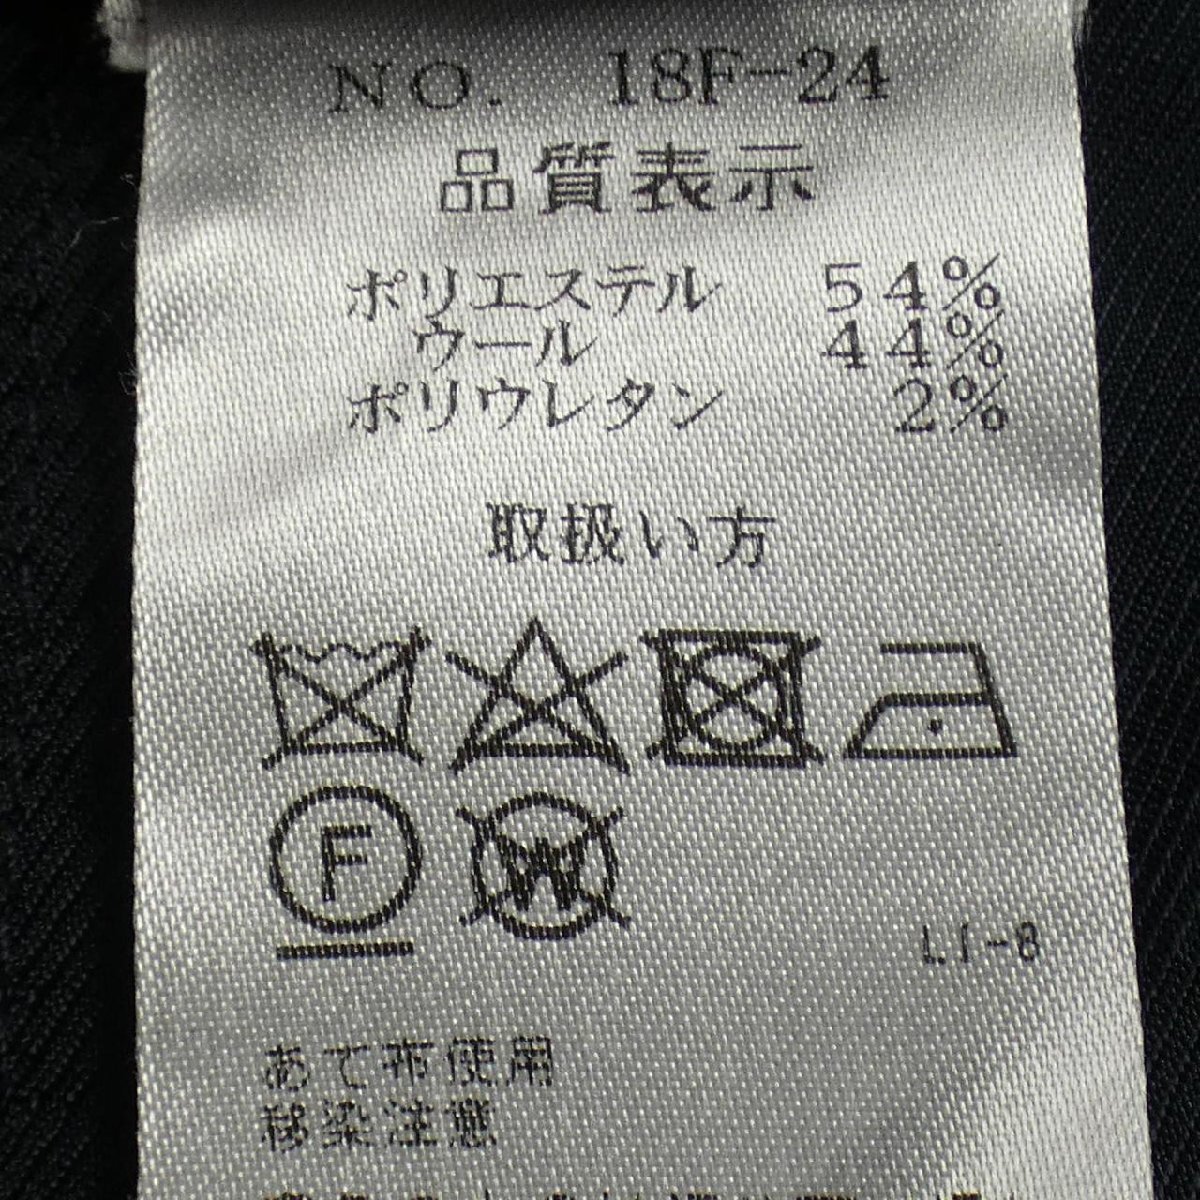 NO. 18F-24
品質表示
ポリエステル 54%
ウール 44%
ポリウレタン 2%
取扱い方
F W
LI-8
あて布使用
移染注意